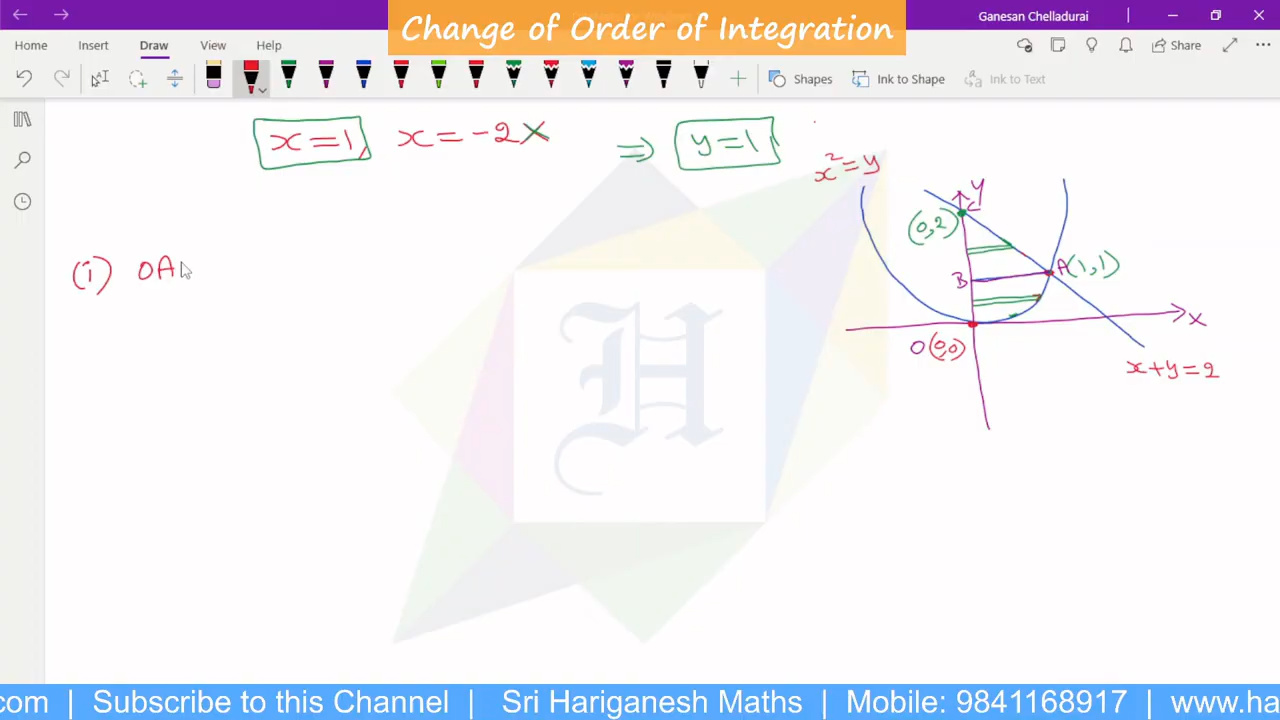 Change of Order of Integration
Ganesan Chelladurai
Home Insert Draw View Help
Share
Shapes Ink to Shape Ink to Text
x = 1, x = -2 ⇒ y = 1,
x² = y
y
C
(0,2)
(i) OA
B A(1,1)
x
O (0,0)
x+y=2
com | Subscribe to this Channel | Sri Hariganesh Maths | Mobile: 9841168917 | www.ha